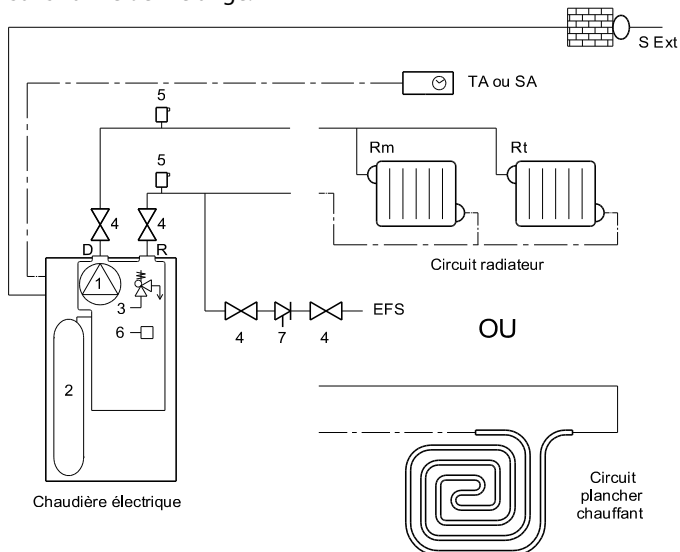 S Ext
TA ou SA
5
5
Rm
Rt
4
4
D
R
1
3
Circuit radiateur
6
EFS
4
7
4
OU
2
Chaudière électrique
Circuit
plancher
chauffant